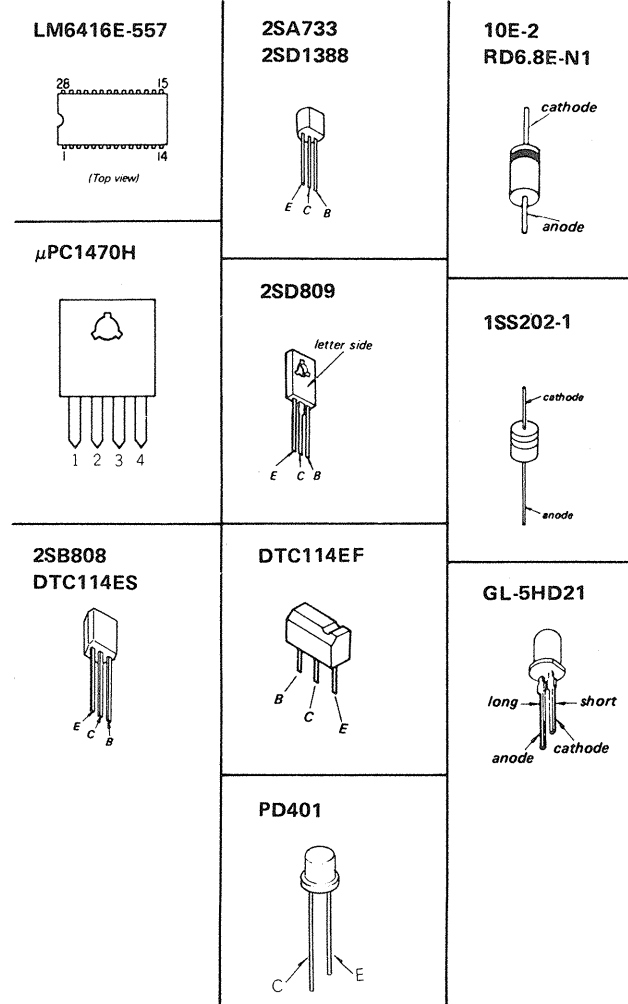 LM6416E-557
28 15
1 14
(Top view)
μPC1470H
1 2 3 4
2SB808
DTC114ES
E
C
B
2SA733
2SD1388
E C B
2SD809
letter side
E C B
DTC114EF
B
C
E
PD401
C E
10E-2
RD6.8E-N1
cathode
anode
1SS202-1
cathode
anode
GL-5HD21
long short
anode cathode